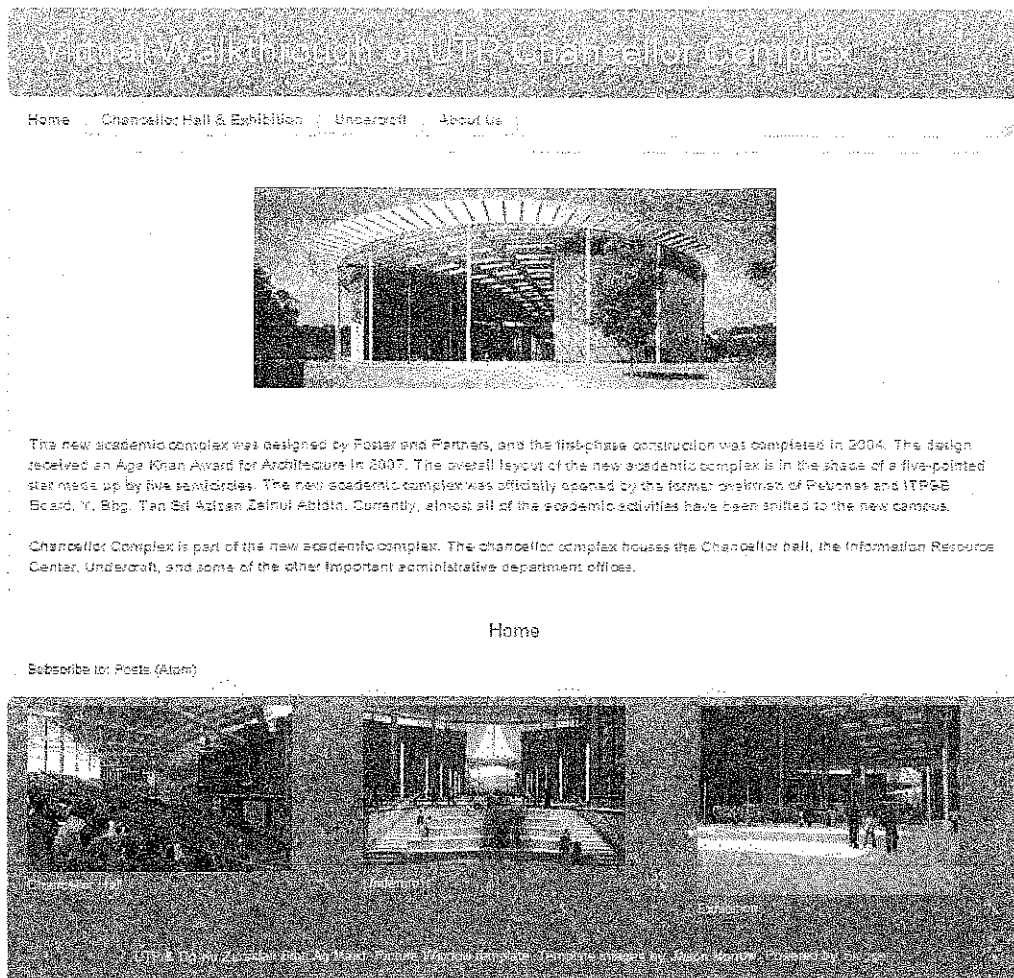 Virtual Walkthrough of UTP Chancellor Complex
Home Chancellor Hall & Exhibition Undercroft About Us
The new academic complex was designed by Foster and Partners, and the first-phase construction was completed in 2004. The design
received an Aga Khan Award for Architecture in 2007. The overall layout of the new academic complex is in the shape of a five-pointed
star made up by five semicircles. The new academic complex was officially opened by the former chairman of Petronas and ITPSB
Board, Y. Bhg. Tan Sri Azizan Zainul Abidin. Currently, almost all of the academic activities have been shifted to the new campus.
Chancellor Complex is part of the new academic complex. The chancellor complex houses the Chancellor hall, the Information Resource
Center, Undercraft, and some of the other important administrative department offices.
Home
Subscribe to: Posts (Atom)
Chancellor Hall
Undercroft
Exhibition
UTP & Picture Window template. Template images by Jason Morrow. Powered by